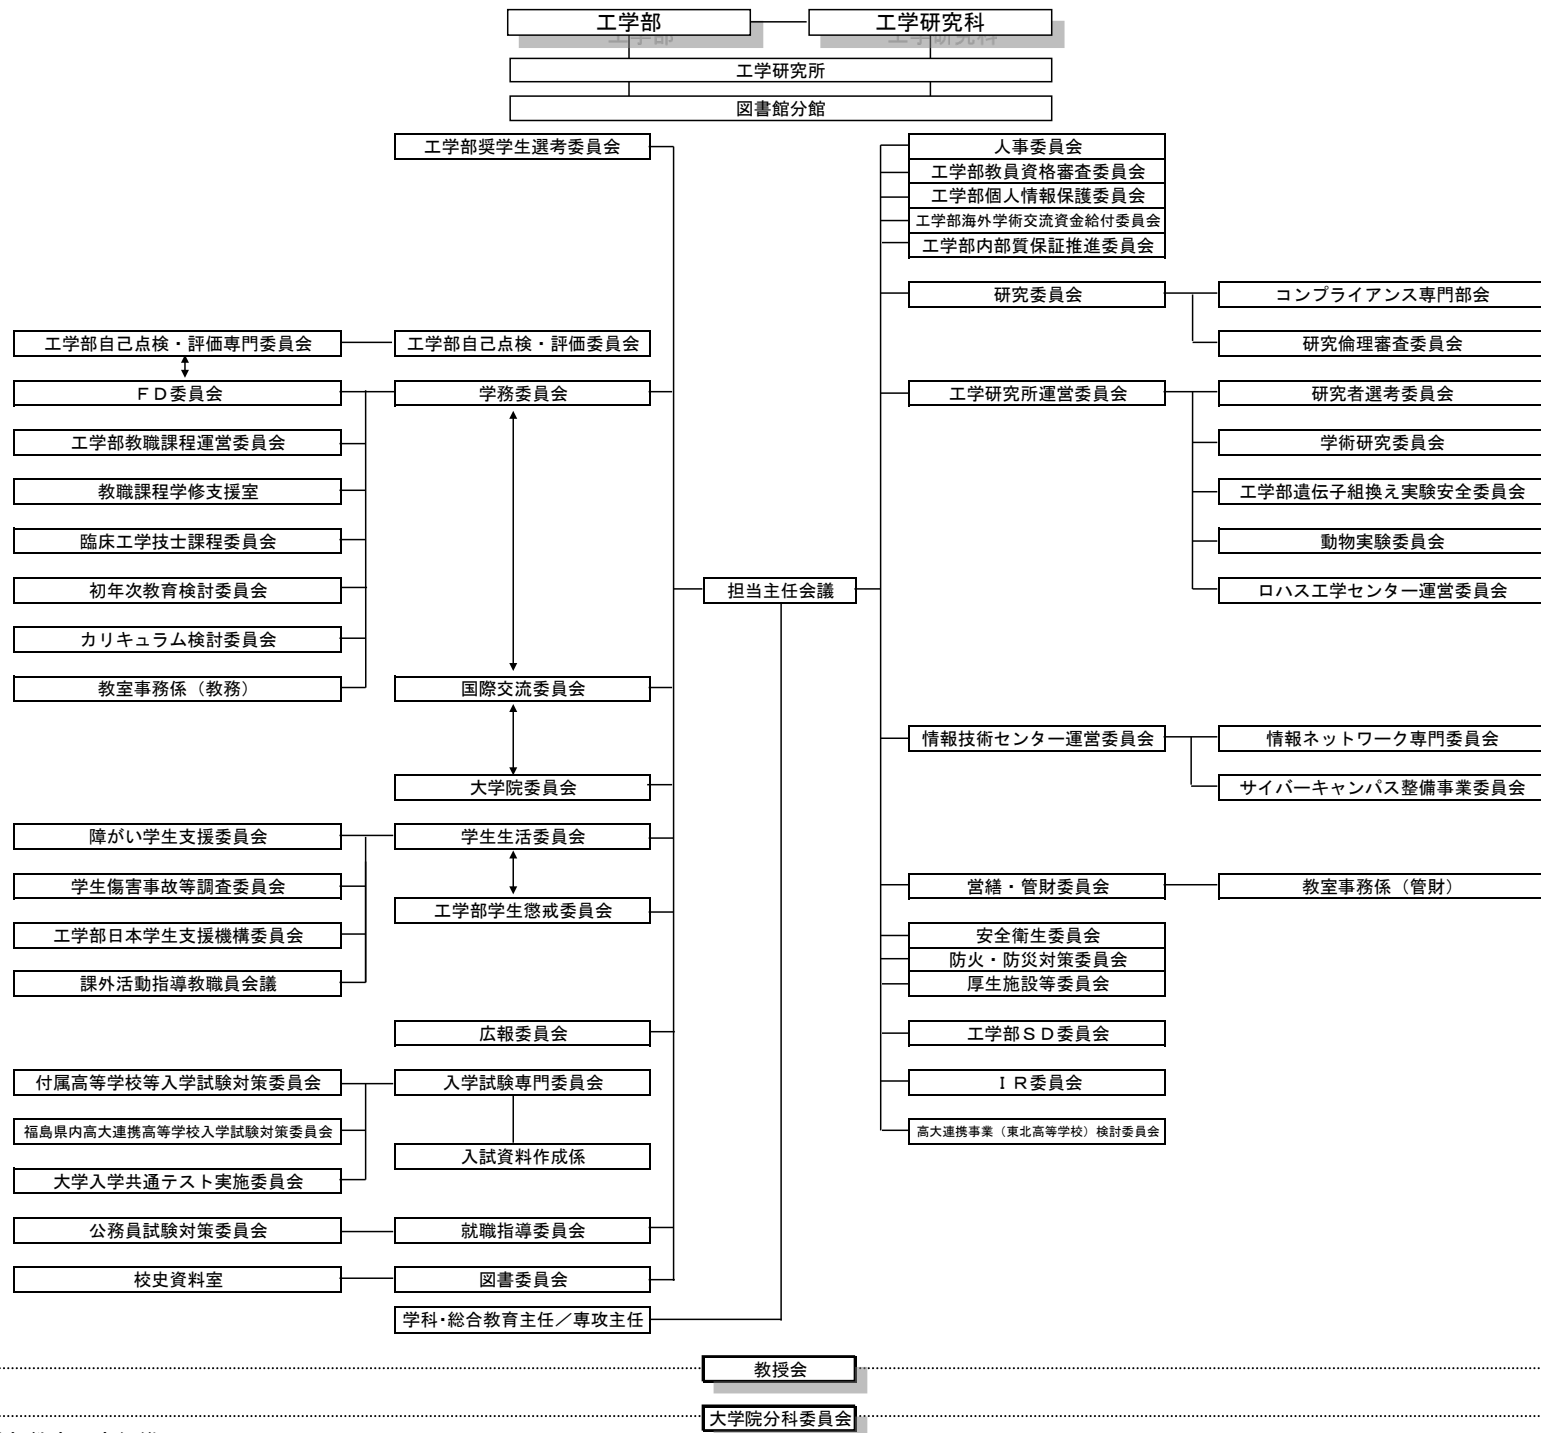 工学部
工学研究科
工学研究所
図書館分館
工学部奨学生選考委員会
人事委員会
工学部教員資格審査委員会
工学部個人情報保護委員会
工学部海外学術交流資金給付委員会
工学部内部質保証推進委員会
研究委員会
コンプライアンス専門部会
工学部自己点検・評価専門委員会
工学部自己点検・評価委員会
研究倫理審査委員会
ＦＤ委員会
学務委員会
工学研究所運営委員会
研究者選考委員会
工学部教職課程運営委員会
学術研究委員会
教職課程学修支援室
工学部遺伝子組換え実験安全委員会
臨床工学技士課程委員会
動物実験委員会
初年次教育検討委員会
担当主任会議
ロハス工学センター運営委員会
カリキュラム検討委員会
教室事務係（教務）
国際交流委員会
情報技術センター運営委員会
情報ネットワーク専門委員会
大学院委員会
サイバーキャンパス整備事業委員会
障がい学生支援委員会
学生生活委員会
学生傷害事故等調査委員会
営繕・管財委員会
教室事務係（管財）
工学部学生懲戒委員会
工学部日本学生支援機構委員会
安全衛生委員会
防火・防災対策委員会
課外活動指導教職員会議
厚生施設等委員会
広報委員会
工学部ＳＤ委員会
付属高等学校等入学試験対策委員会
入学試験専門委員会
ＩＲ委員会
福島県内高大連携高等学校入学試験対策委員会
高大連携事業（東北高等学校）検討委員会
入試資料作成係
大学入学共通テスト実施委員会
公務員試験対策委員会
就職指導委員会
校史資料室
図書委員会
学科・総合教育主任／専攻主任
教授会
大学院分科委員会